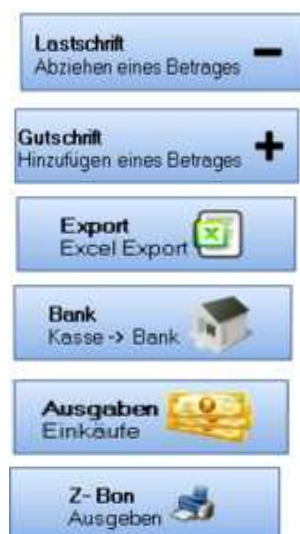 Lastschrift
Abziehen eines Betrages
Gutschrift
Hinzufügen eines Betrages
Export
Excel Export
Bank
Kasse -> Bank
Ausgaben
Einkäufe
Z- Bon
Ausgeben